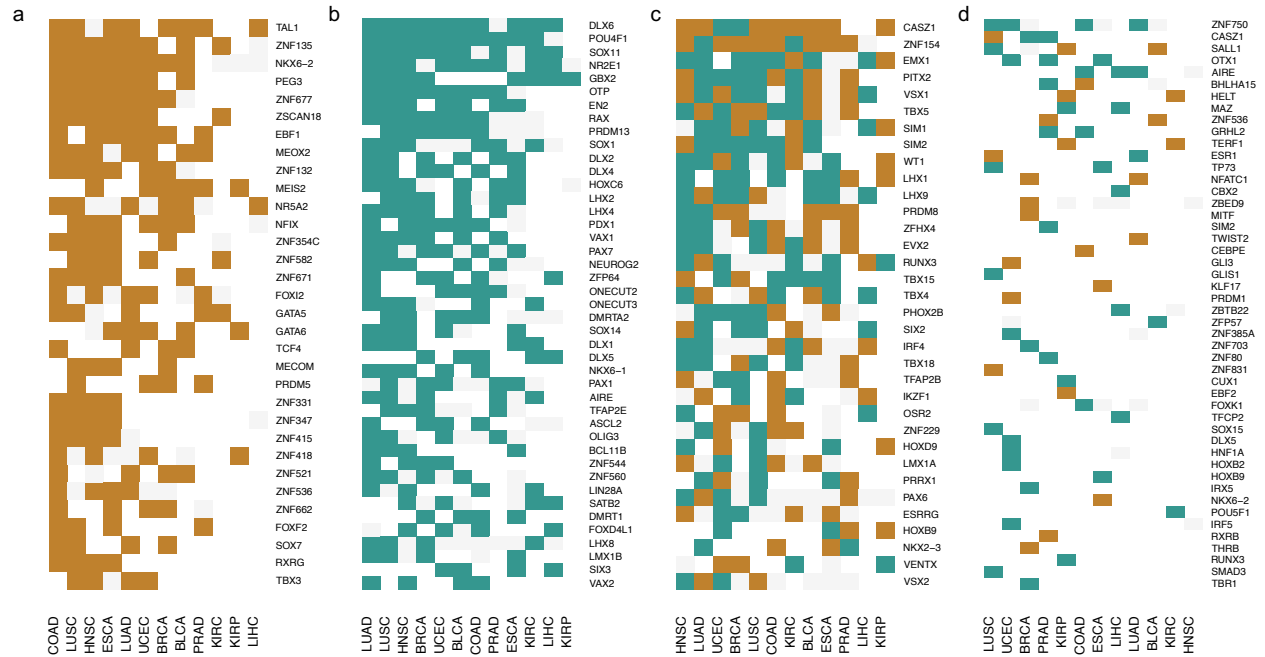 a
TAL1
ZNF135
NKX6−2
PEG3
ZNF677
ZSCAN18
EBF1
MEOX2
ZNF132
MEIS2
NR5A2
NFIX
ZNF354C
ZNF582
ZNF671
FOXI2
GATA5
GATA6
TCF4
MECOM
PRDM5
ZNF331
ZNF347
ZNF415
ZNF418
ZNF521
ZNF536
ZNF662
FOXF2
SOX7
RXRG
TBX3
COAD
LUSC
HNSC
ESCA
LUAD
UCEC
BRCA
BLCA
PRAD
KIRC
KIRP
LIHC
b
DLX6
POU4F1
SOX11
NR2E1
GBX2
OTP
EN2
RAX
PRDM13
SOX1
DLX2
DLX4
HOXC6
LHX2
LHX4
PDX1
VAX1
PAX7
NEUROG2
ZFP64
ONECUT2
ONECUT3
DMRTA2
SOX14
DLX1
DLX5
NKX6−1
PAX1
AIRE
TFAP2E
ASCL2
OLIG3
BCL11B
ZNF544
ZNF560
LIN28A
SATB2
DMRT1
FOXD4L1
LHX8
LMX1B
SIX3
VAX2
LUAD
LUSC
HNSC
BRCA
UCEC
BLCA
COAD
PRAD
ESCA
KIRC
LIHC
KIRP
c
CASZ1
ZNF154
EMX1
PITX2
VSX1
TBX5
SIM1
SIM2
WT1
LHX1
LHX9
PRDM8
ZFHX4
EVX2
RUNX3
TBX15
TBX4
PHOX2B
SIX2
IRF4
TBX18
TFAP2B
IKZF1
OSR2
ZNF229
HOXD9
LMX1A
PRRX1
PAX6
ESRRG
HOXB9
NKX2−3
VENTX
VSX2
HNSC
LUAD
UCEC
BRCA
LUSC
COAD
KIRC
BLCA
ESCA
PRAD
LIHC
KIRP
d
ZNF750
CASZ1
SALL1
OTX1
AIRE
BHLHA15
HELT
MAZ
ZNF536
GRHL2
TERF1
ESR1
TP73
NFATC1
CBX2
ZBED9
MITF
SIM2
TWIST2
CEBPE
GLI3
GLIS1
KLF17
PRDM1
ZBTB22
ZFP57
ZNF385A
ZNF703
ZNF80
ZNF831
CUX1
EBF2
FOXK1
TFCP2
SOX15
DLX5
HNF1A
HOXB2
HOXB9
IRX5
NKX6−2
POU5F1
IRF5
RXRB
THRB
RUNX3
SMAD3
TBR1
LUSC
UCEC
BRCA
PRAD
KIRP
COAD
ESCA
LIHC
LUAD
BLCA
KIRC
HNSC